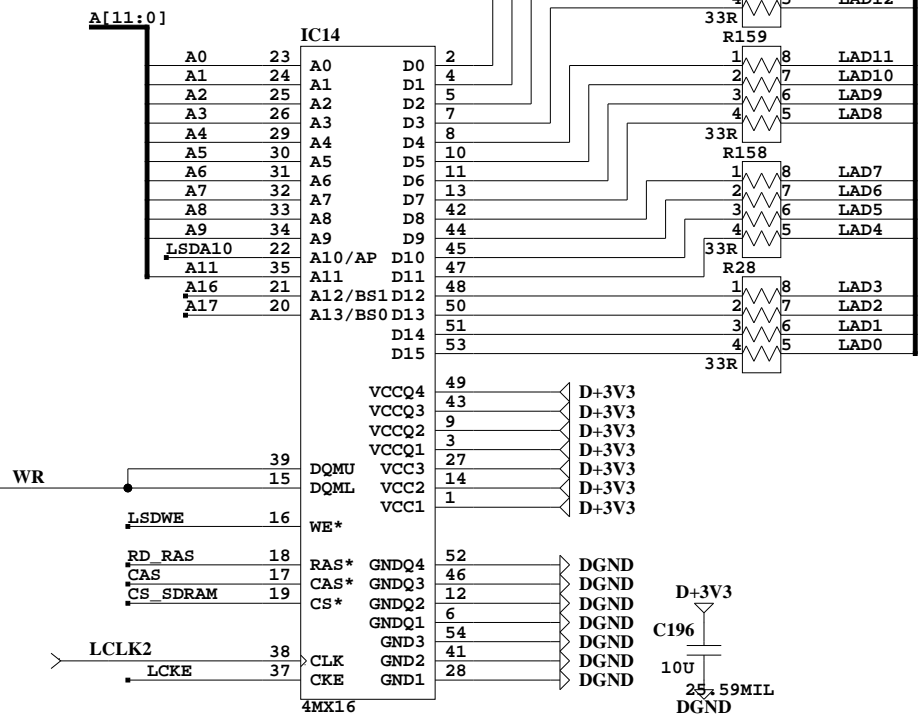 4 5 LAD12
A[11:0] 33R
IC14 R159
A0 23 A0 D0 2 1 8 LAD11
A1 24 A1 D1 4 2 7 LAD10
A2 25 A2 D2 5 3 6 LAD9
A3 26 A3 D3 7 4 5 LAD8
A4 29 A4 D4 8 33R
A5 30 A5 D5 10 R158
A6 31 A6 D6 11 1 8 LAD7
A7 32 A7 D7 13 2 7 LAD6
A8 33 A8 D8 42 3 6 LAD5
A9 34 A9 D9 44 4 5 LAD4
LSDA10 22 A10/AP D10 45 33R
A11 35 A11 D11 47 R28
A16 21 A12/BS1 D12 48 1 8 LAD3
A17 20 A13/BS0 D13 50 2 7 LAD2
D14 51 3 6 LAD1
D15 53 4 5 LAD0
33R
VCCQ4 49 D+3V3
VCCQ3 43 D+3V3
VCCQ2 9 D+3V3
VCCQ1 3 D+3V3
39 DQMU VCC3 27 D+3V3
WR 15 DQML VCC2 14 D+3V3
VCC1 1 D+3V3
LSDWE 16 WE*
RD_RAS 18 RAS* GNDQ4 52 DGND
CAS 17 CAS* GNDQ3 46 DGND
CS_SDRAM 19 CS* GNDQ2 12 DGND
D+3V3
GNDQ1 6 DGND
C196
GND3 54 DGND
LCLK2 38 CLK GND2 41 DGND
10U
LCKE 37 CKE GND1 28 DGND
25.59MIL
4MX16 DGND